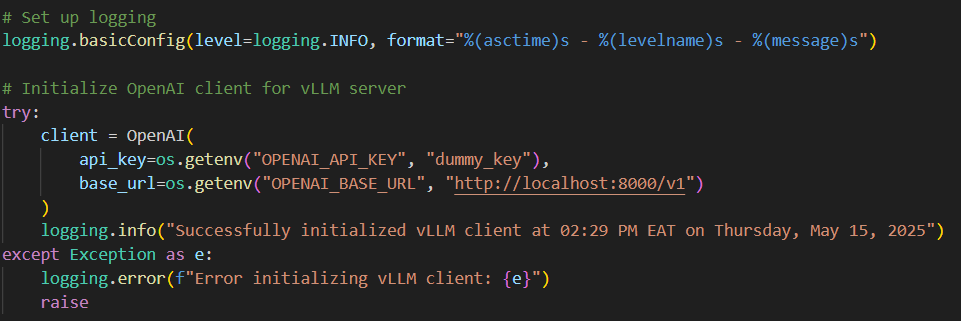 # Set up logging
logging.basicConfig(level=logging.INFO, format="%(asctime)s - %(levelname)s - %(message)s")
# Initialize OpenAI client for vLLM server
try:
    client = OpenAI(
        api_key=os.getenv("OPENAI_API_KEY", "dummy_key"),
        base_url=os.getenv("OPENAI_BASE_URL", "http://localhost:8000/v1")
    )
    logging.info("Successfully initialized vLLM client at 02:29 PM EAT on Thursday, May 15, 2025")
except Exception as e:
    logging.error(f"Error initializing vLLM client: {e}")
    raise